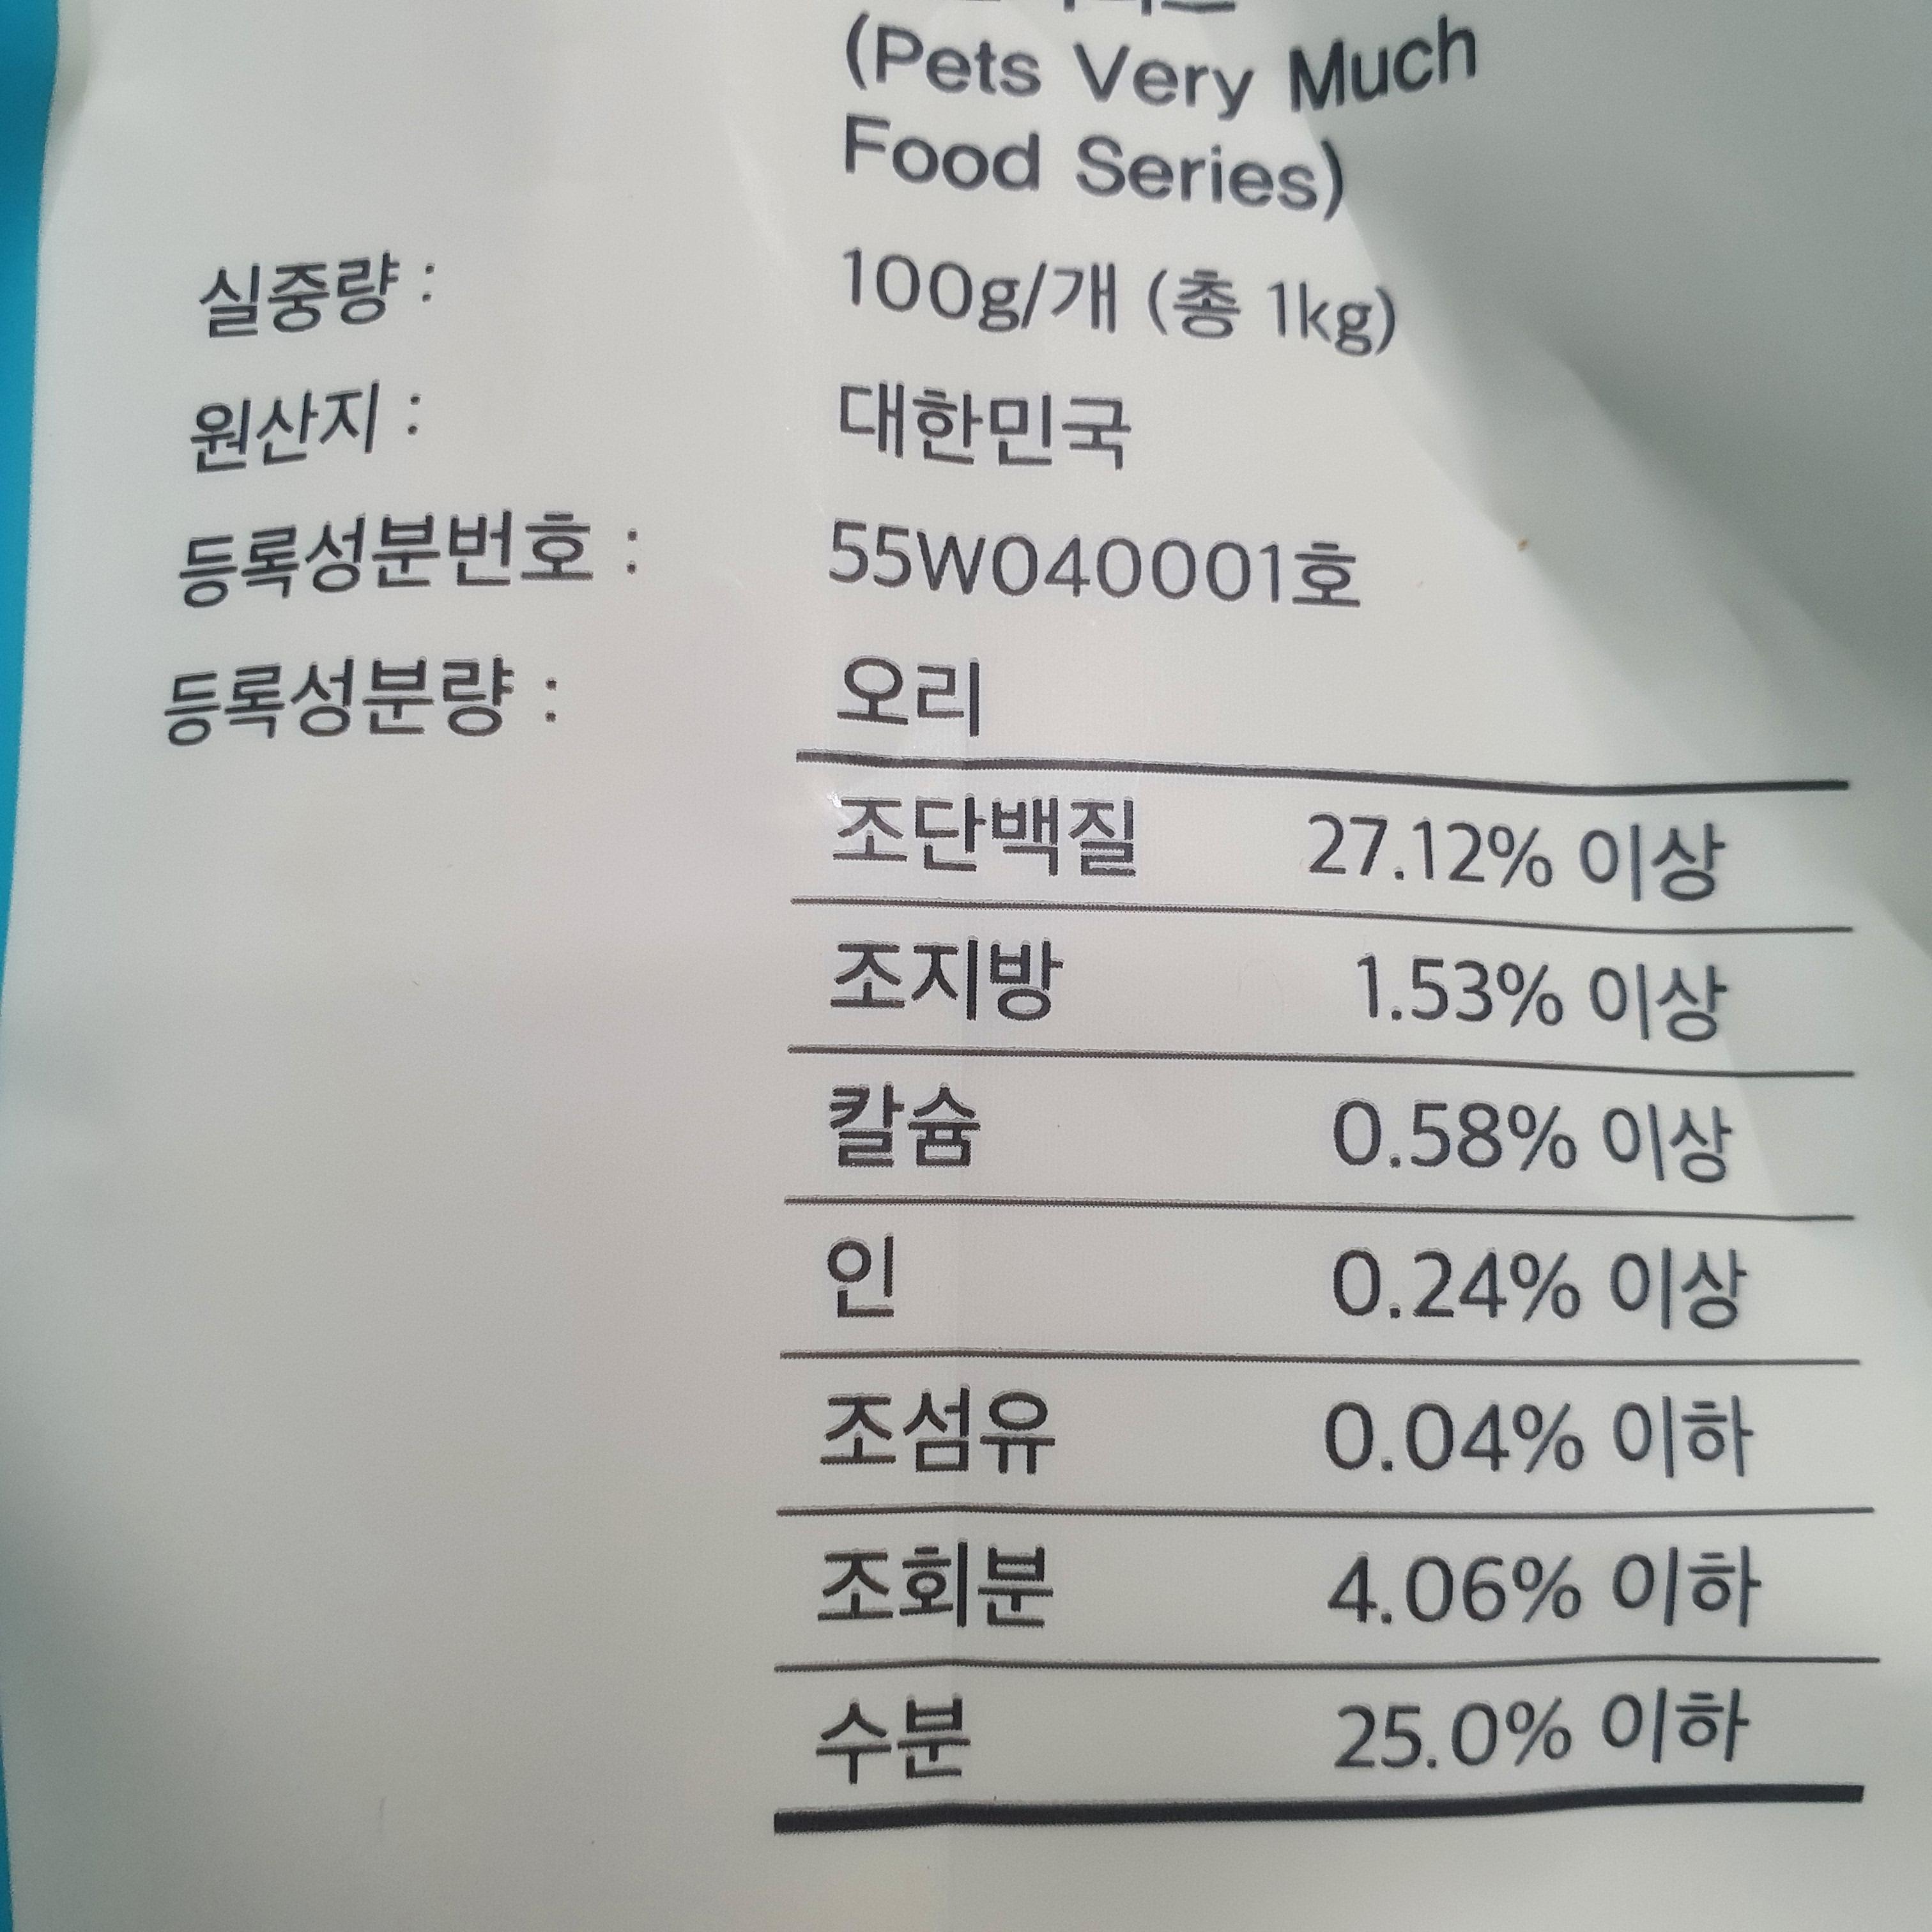 (Pets Very Much
Food Series)
실중량 : 100g/개 (총 1kg)
원산지 : 대한민국
등록성분번호 : 55W040001호
등록성분량 : 오리
조단백질 27.12% 이상
조지방 1.53% 이상
칼슘 0.58% 이상
인 0.24% 이상
조섬유 0.04% 이하
조회분 4.06% 이하
수분 25.0% 이하